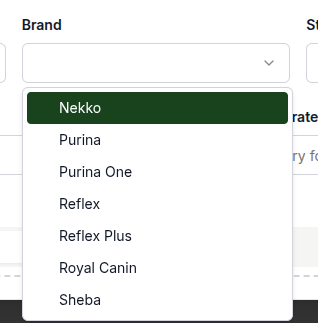 Brand
St
Nekko
rate
Purina
ry fo
Purina One
Reflex
Reflex Plus
Royal Canin
Sheba